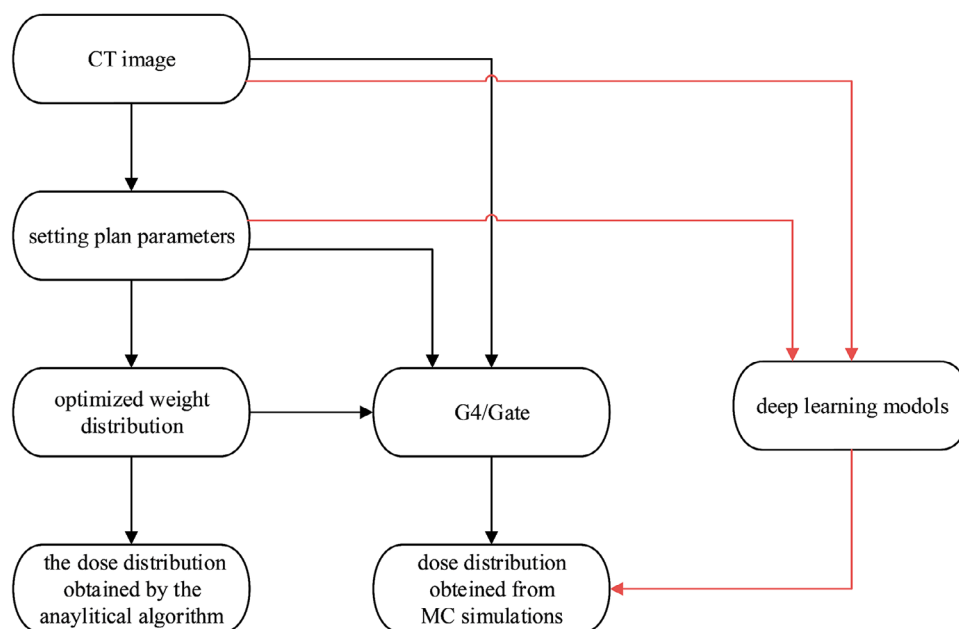 CT image
setting plan parameters
optimized weight
distribution
G4/Gate
deep learning modols
the dose distribution
obtained by the
anaylitical algorithm
dose distribution
obteined from
MC simulations